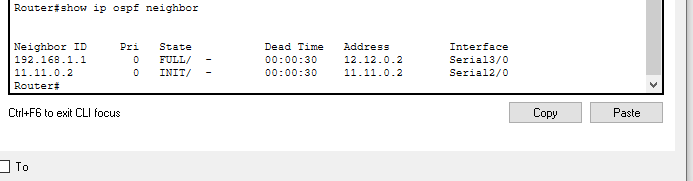 Router#show ip ospf neighbor
Neighbor ID Pri State Dead Time Address Interface
192.168.1.1 0 FULL/ - 00:00:30 12.12.0.2 Serial3/0
11.11.0.2 0 INIT/ - 00:00:30 11.11.0.2 Serial2/0
Router#
Ctrl+F6 to exit CLI focus
Copy Paste
To